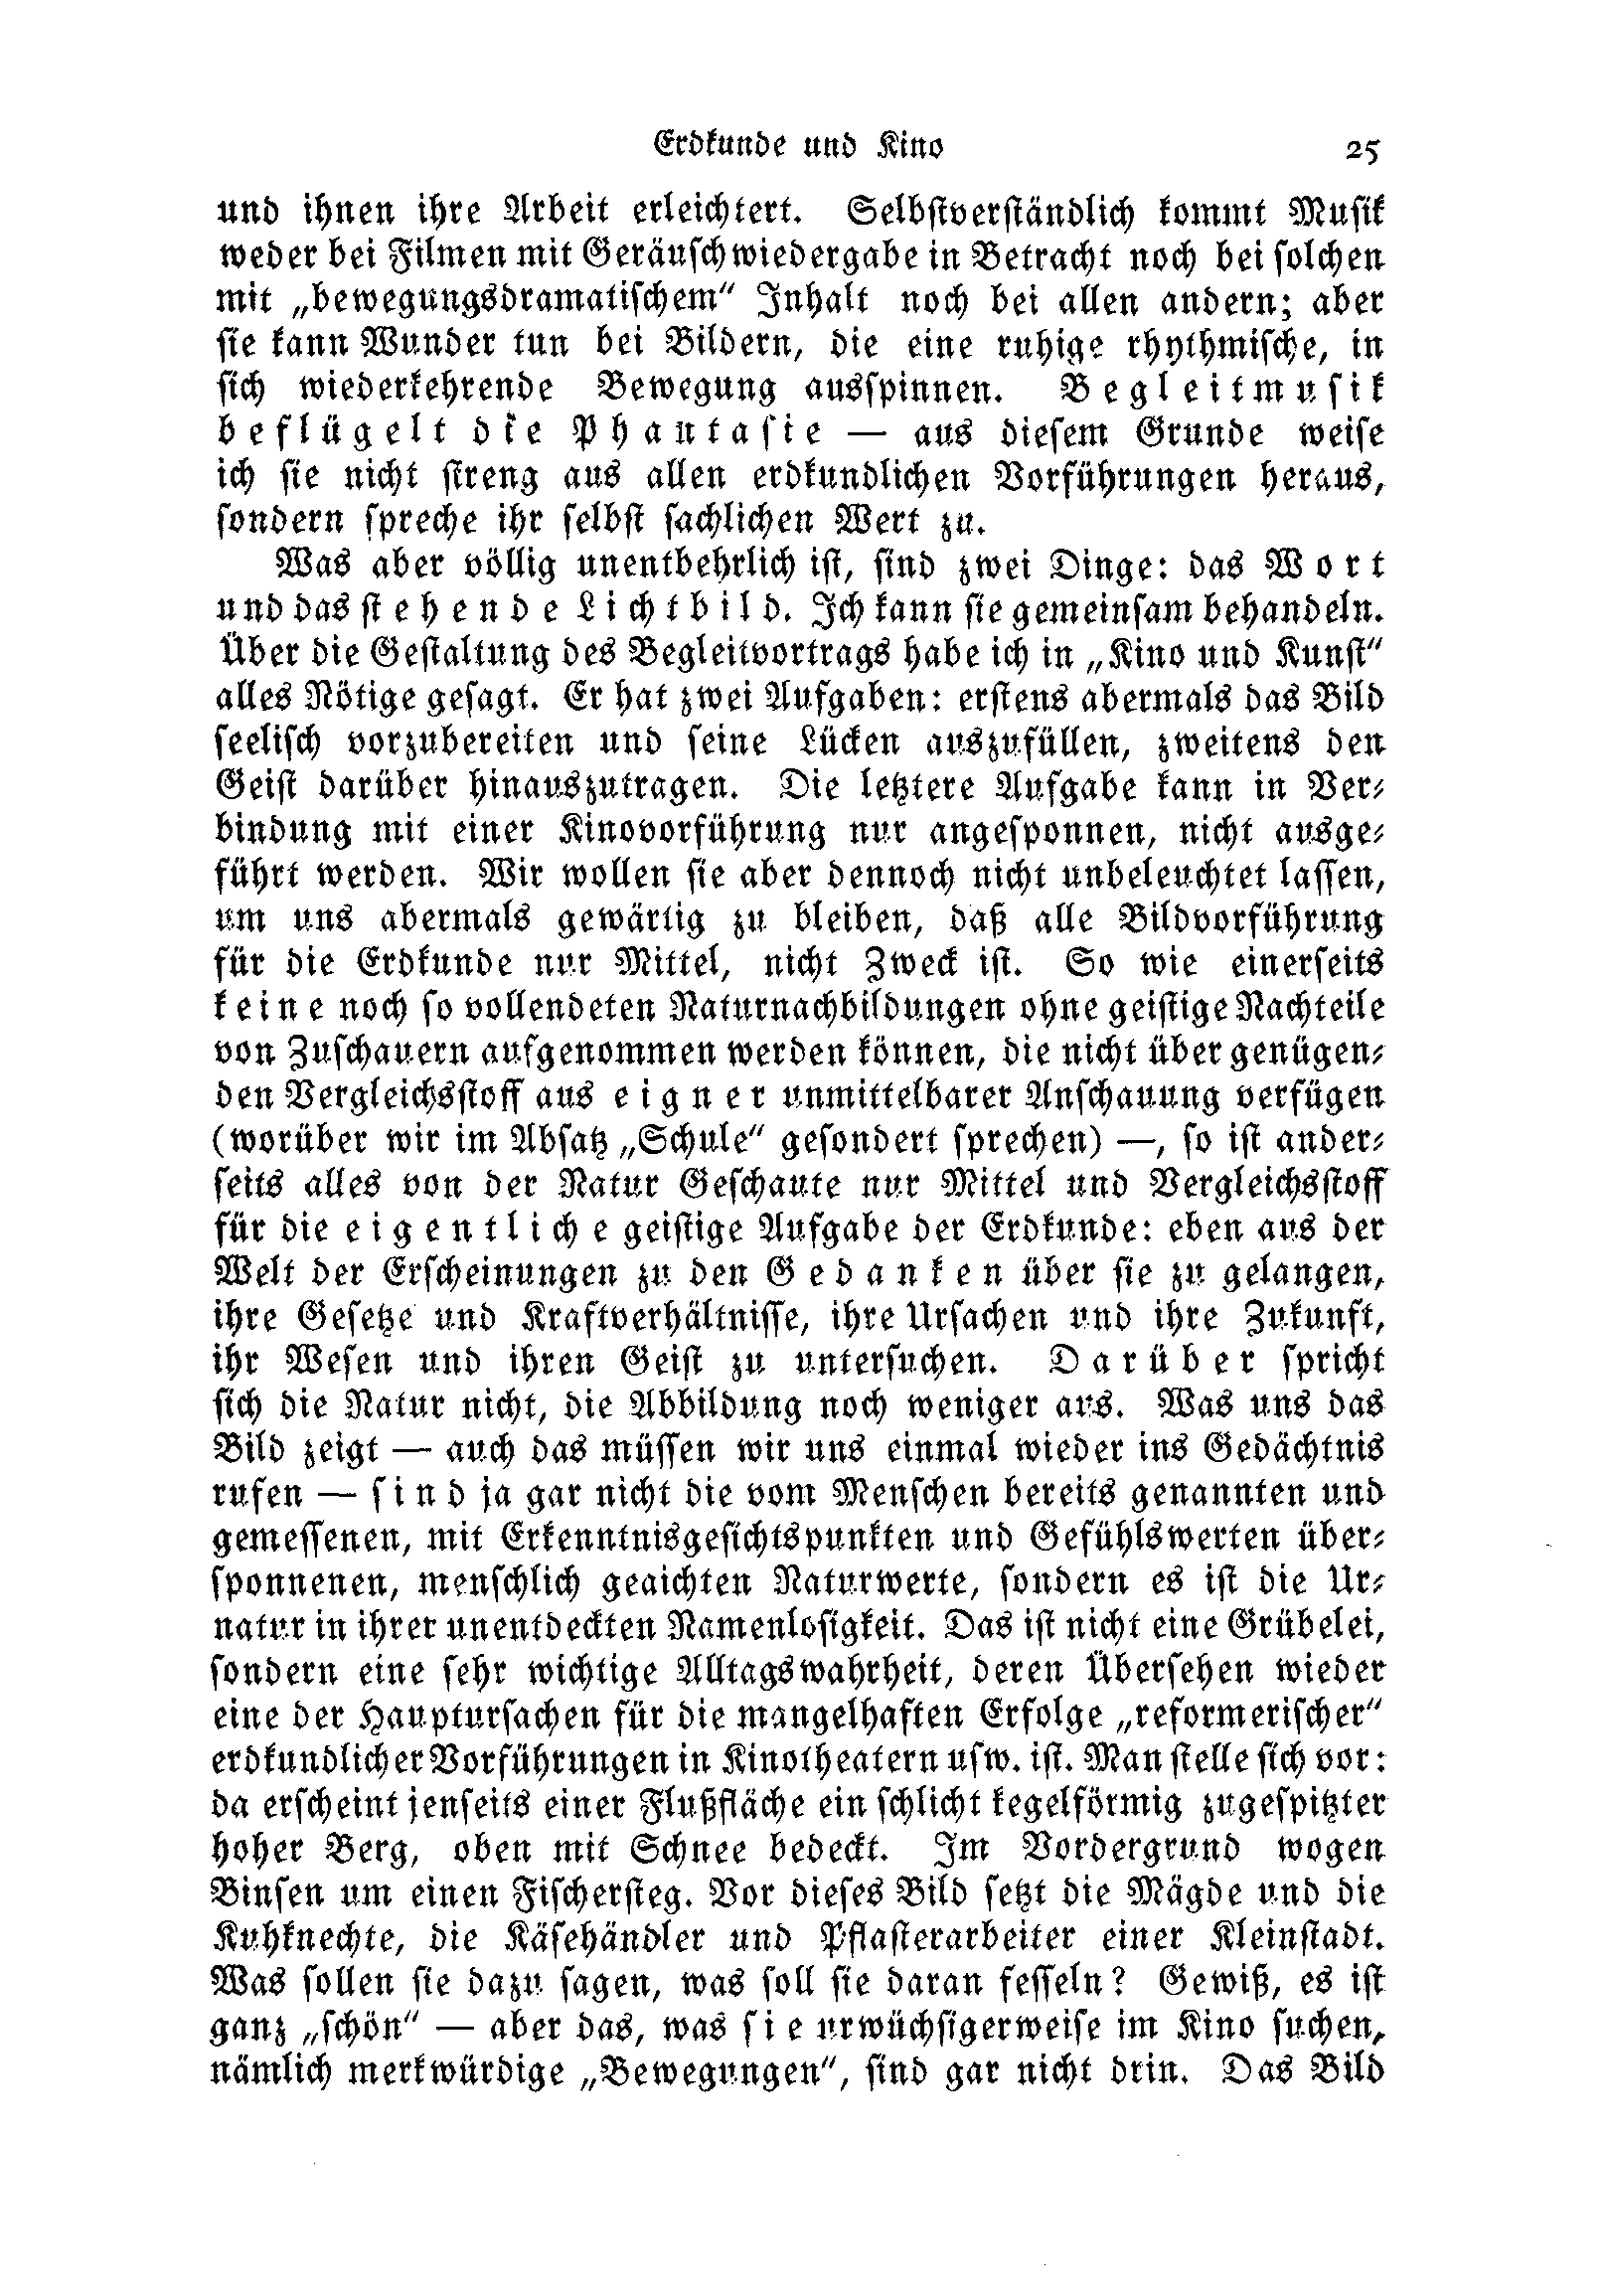 Erdkunde und Kino 25
und ihnen ihre Arbeit erleichtert. Selbstverständlich kommt Musik
weder bei Filmen mit Geräuschwiedergabe in Betracht noch bei solchen
mit „bewegungsdramatischem“ Inhalt noch bei allen andern; aber
sie kann Wunder tun bei Bildern, die eine ruhige rhythmische, in
sich wiederkehrende Bewegung ausspinnen. Begleitmusik
beflügelt die Phantasie — aus diesem Grunde weise
ich sie nicht streng aus allen erdkundlichen Vorführungen heraus,
sondern spreche ihr selbst sachlichen Wert zu.
Was aber völlig unentbehrlich ist, sind zwei Dinge: das Wort
und das stehende Lichtbild. Ich kann sie gemeinsam behandeln.
Über die Gestaltung des Begleitvortrags habe ich in „Kino und Kunst“
alles Nötige gesagt. Er hat zwei Aufgaben: erstens abermals das Bild
seelisch vorzubereiten und seine Lücken auszufüllen, zweitens den
Geist darüber hinauszutragen. Die letztere Aufgabe kann in Ver-
bindung mit einer Kinovorführung nur angesponnen, nicht ausge-
führt werden. Wir wollen sie aber dennoch nicht unbeleuchtet lassen,
um uns abermals gewärtig zu bleiben, daß alle Bildvorführung
für die Erdkunde nur Mittel, nicht Zweck ist. So wie einerseits
keine noch so vollendeten Naturnachbildungen ohne geistige Nachteile
von Zuschauern aufgenommen werden können, die nicht über genügen-
den Vergleichsstoff aus eigner unmittelbarer Anschauung verfügen
(worüber wir im Absatz „Schule“ gesondert sprechen) —, so ist ander-
seits alles von der Natur Geschaute nur Mittel und Vergleichsstoff
für die eigentliche geistige Aufgabe der Erdkunde: eben aus der
Welt der Erscheinungen zu den Gedanken über sie zu gelangen,
ihre Gesetze und Kraftverhältnisse, ihre Ursachen und ihre Zukunft,
ihr Wesen und ihren Geist zu untersuchen. Darüber spricht
sich die Natur nicht, die Abbildung noch weniger aus. Was uns das
Bild zeigt — auch das müssen wir uns einmal wieder ins Gedächtnis
rufen — sind ja gar nicht die vom Menschen bereits genannten und
gemessenen, mit Erkenntnisgesichtspunkten und Gefühlswerten über-
sponnenen, menschlich geaichten Naturwerte, sondern es ist die Ur-
natur in ihrer unentdeckten Namenlosigkeit. Das ist nicht eine Grübelei,
sondern eine sehr wichtige Alltagswahrheit, deren Übersehen wieder
eine der Hauptursachen für die mangelhaften Erfolge „reformerischer“
erdkundlicher Vorführungen in Kinotheatern usw. ist. Man stelle sich vor:
da erscheint jenseits einer Flußfläche ein schlicht kegelförmig zugespitzter
hoher Berg, oben mit Schnee bedeckt. Im Vordergrund wogen
Binsen um einen Fischersteg. Vor dieses Bild setzt die Mägde und die
Kuhknechte, die Käsehändler und Pflasterarbeiter einer Kleinstadt.
Was sollen sie dazu sagen, was soll sie daran fesseln? Gewiß, es ist
ganz „schön“ — aber das, was sie urwüchsigerweise im Kino suchen,
nämlich merkwürdige „Bewegungen“, sind gar nicht drin. Das Bild